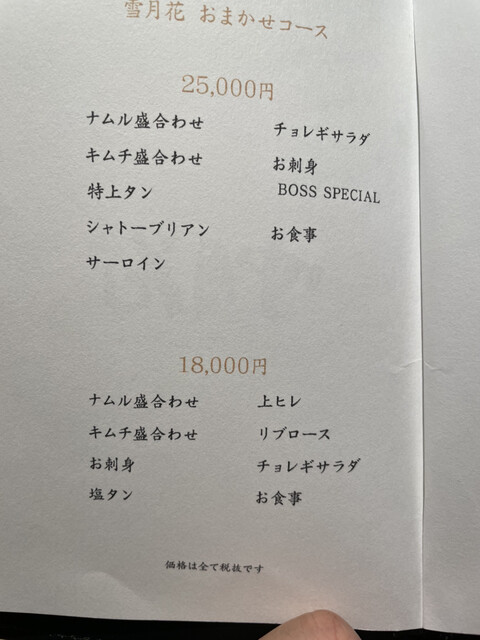 雪月花 おまかせコース
25,000円
ナムル盛合わせ
キムチ盛合わせ
特上タン
シャトーブリアン
サーロイン
チョレギサラダ
お刺身
BOSS SPECIAL
お食事
18,000円
ナムル盛合わせ
キムチ盛合わせ
お刺身
塩タン
上ヒレ
リブロース
チョレギサラダ
お食事
価格は全て税抜です